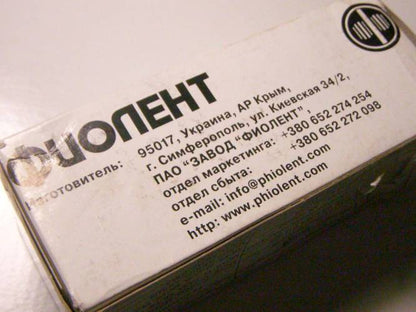 ФИОЛЕНТ
Изготовитель:
95017, Украина, АР Крым,
г. Симферополь, ул. Киевская 34/2,
ПАО "ЗАВОД "ФИОЛЕНТ",
отдел маркетинга: +380 652 274 254
отдел сбыта: +380 652 272 098
e-mail: info@phiolent.com
http: www.phiolent.com